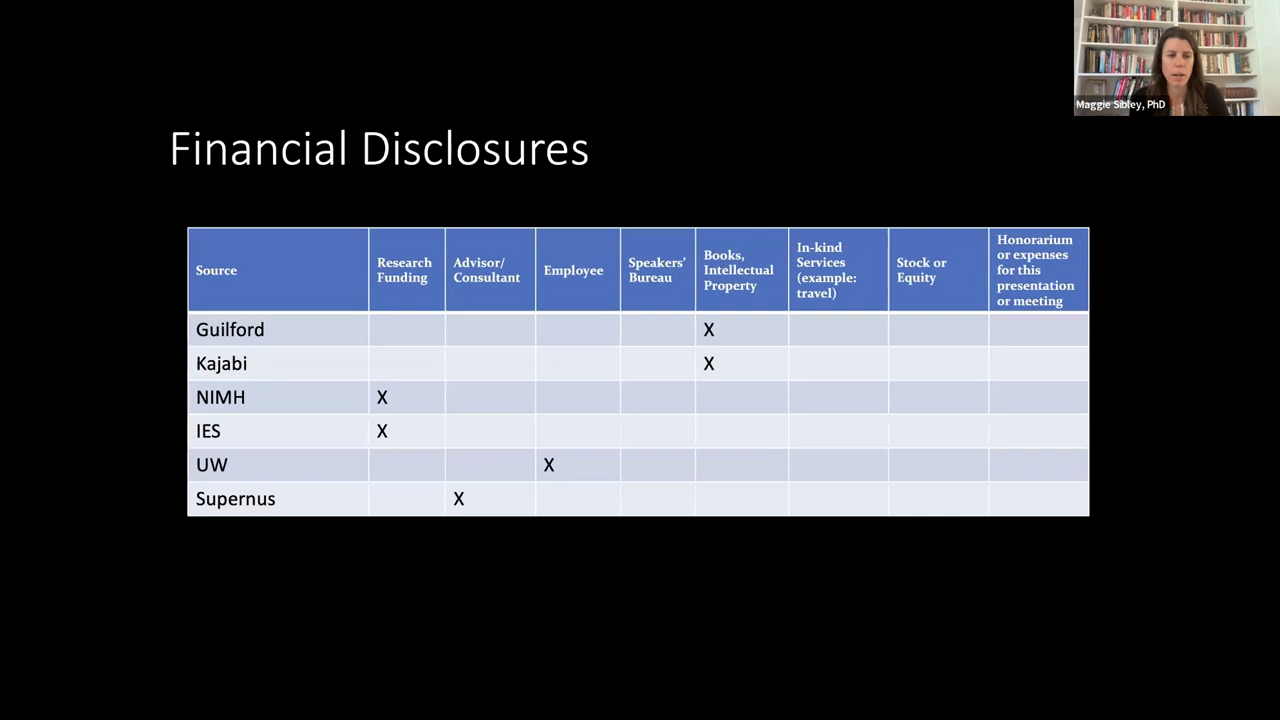 Maggie Sibley, PhD
Financial Disclosures
Source
Research
Funding
Advisor/
Consultant
Employee
Speakers’
Bureau
Books,
Intellectual
Property
In-kind
Services
(example:
travel)
Stock or
Equity
Honorarium
or expenses
for this
presentation
or meeting
Guilford X
Kajabi X
NIMH X
IES X
UW X
Supernus X